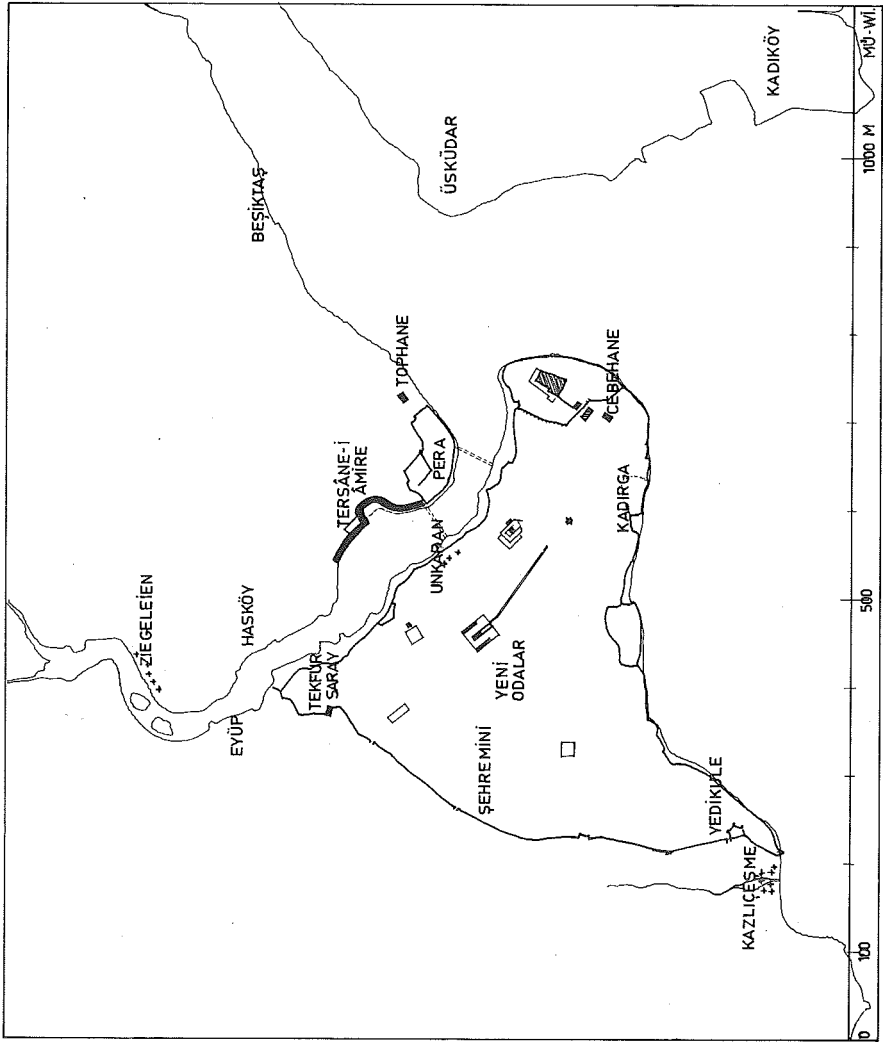 BEŞİKTAŞ
ÜSKÜDAR
KADIKÖY
TOPHANE
TERSÂNE-İ
ÂMİRE
PERA
CEBEHANE
KADIRGA
UNKAPAN
HASKÖY
ZIEGELEIEN
EYÜP
TEKFUR
SARAY
YENİ
ODALAR
ŞEHREMİNİ
YEDİKULE
KAZLIÇEŞME
0
100
500
1000 M
MÜ-WI.